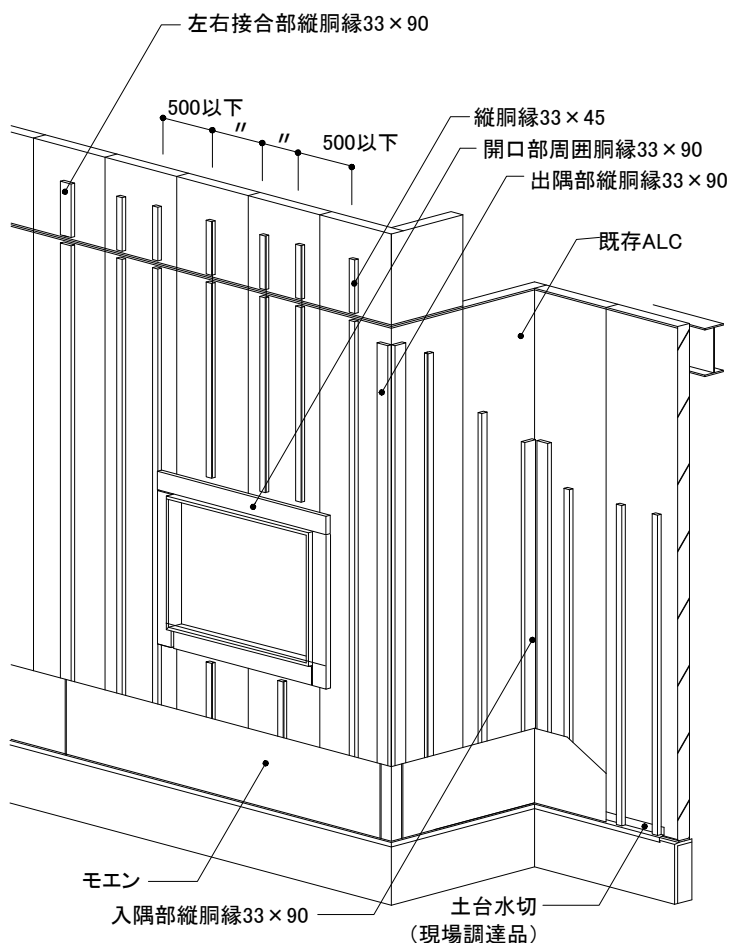 左右接合部縦胴縁33×90
500以下
〃
〃
500以下
縦胴縁33×45
開口部周囲胴縁33×90
出隅部縦胴縁33×90
既存ALC
モエン
入隅部縦胴縁33×90
土台水切
（現場調達品）